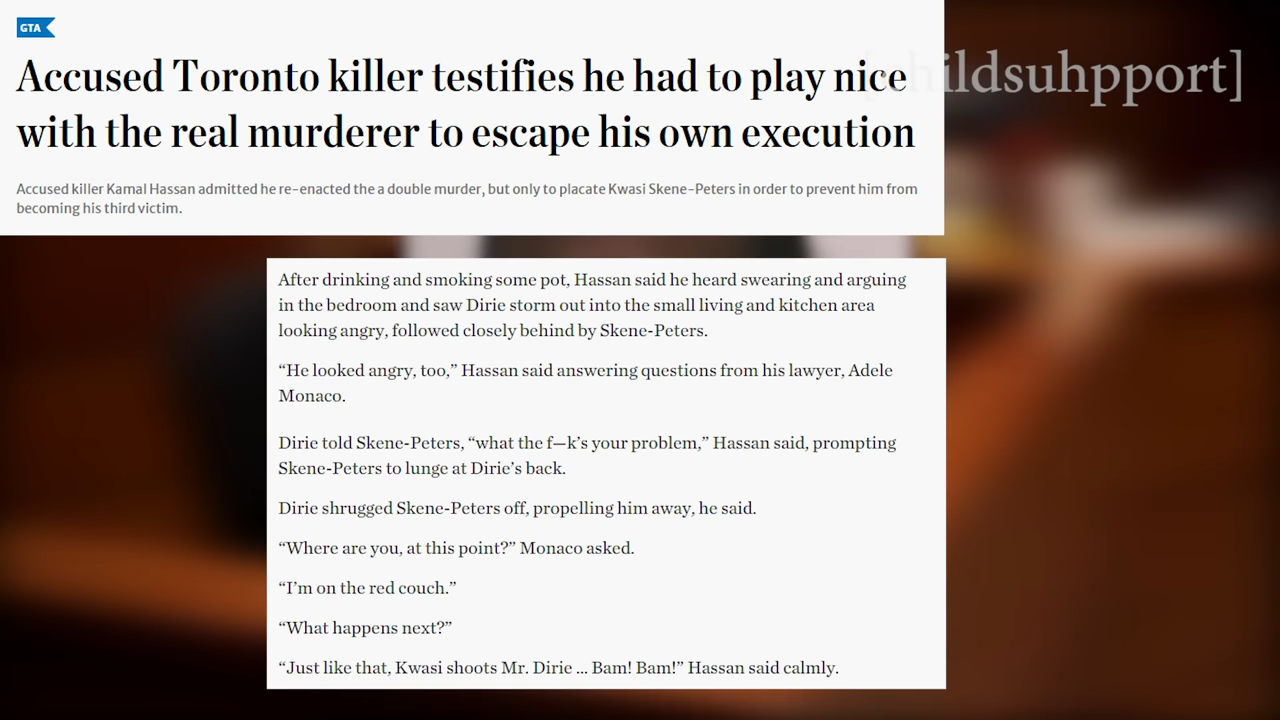 GTA
Accused Toronto killer testifies he had to play nice
with the real murderer to escape his own execution
[childsuhpport]
Accused killer Kamal Hassan admitted he re-enacted the a double murder, but only to placate Kwasi Skene-Peters in order to prevent him from
becoming his third victim.
After drinking and smoking some pot, Hassan said he heard swearing and arguing
in the bedroom and saw Dirie storm out into the small living and kitchen area
looking angry, followed closely behind by Skene-Peters.
“He looked angry, too,” Hassan said answering questions from his lawyer, Adele
Monaco.
Dirie told Skene-Peters, “what the f—k’s your problem,” Hassan said, prompting
Skene-Peters to lunge at Dirie’s back.
Dirie shrugged Skene-Peters off, propelling him away, he said.
“Where are you, at this point?” Monaco asked.
“I’m on the red couch.”
“What happens next?”
“Just like that, Kwasi shoots Mr. Dirie ... Bam! Bam!” Hassan said calmly.